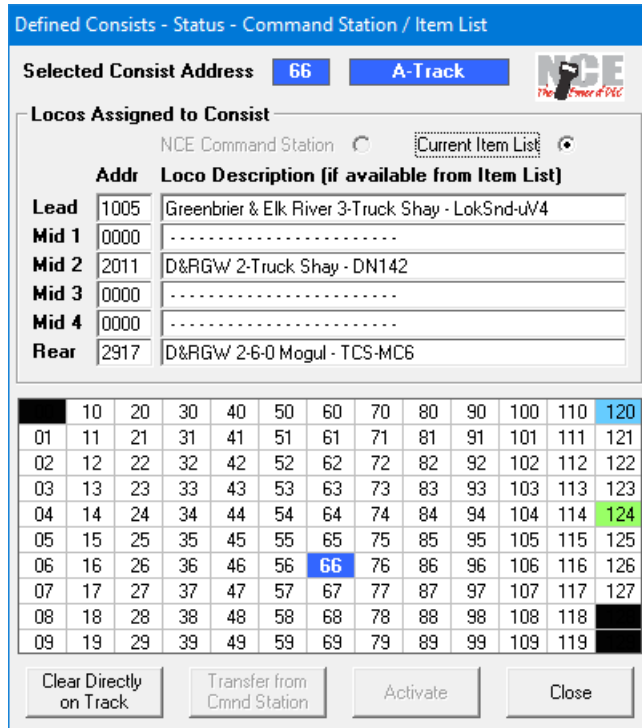 Defined Consists - Status - Command Station / Item List
Selected Consist Address 66 A-Track
NCE
The Power of DCC
Locos Assigned to Consist
NCE Command Station Current Item List
Addr Loco Description (if available from Item List)
Lead 1005 Greenbrier & Elk River 3-Truck Shay - LokSnd-uV4
Mid 1 0000 - - - - - - - - - - - - - - - - - - - - - - - -
Mid 2 2011 D&RGW 2-Truck Shay - DN142
Mid 3 0000 - - - - - - - - - - - - - - - - - - - - - - - -
Mid 4 0000 - - - - - - - - - - - - - - - - - - - - - - - -
Rear 2917 D&RGW 2-6-0 Mogul - TCS-MC6
10 20 30 40 50 60 70 80 90 100 110 120
01 11 21 31 41 51 61 71 81 91 101 111 121
02 12 22 32 42 52 62 72 82 92 102 112 122
03 13 23 33 43 53 63 73 83 93 103 113 123
04 14 24 34 44 54 64 74 84 94 104 114 124
05 15 25 35 45 55 65 75 85 95 105 115 125
06 16 26 36 46 56 66 76 86 96 106 116 126
07 17 27 37 47 57 67 77 87 97 107 117 127
08 18 28 38 48 58 68 78 88 98 108 118
09 19 29 39 49 59 69 79 89 99 109 119
Clear Directly
on Track
Transfer from
Cmnd Station
Activate
Close